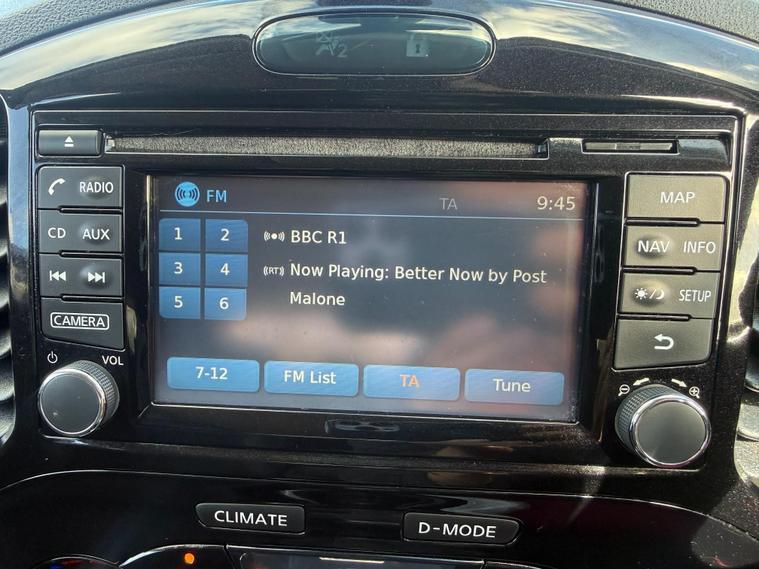 RADIO
CD AUX
CAMERA
VOL
FM
TA 9:45
1 2
3 4
5 6
BBC R1
(RT) Now Playing: Better Now by Post
Malone
7-12 FM List TA Tune
MAP
NAV INFO
SETUP
CLIMATE D-MODE